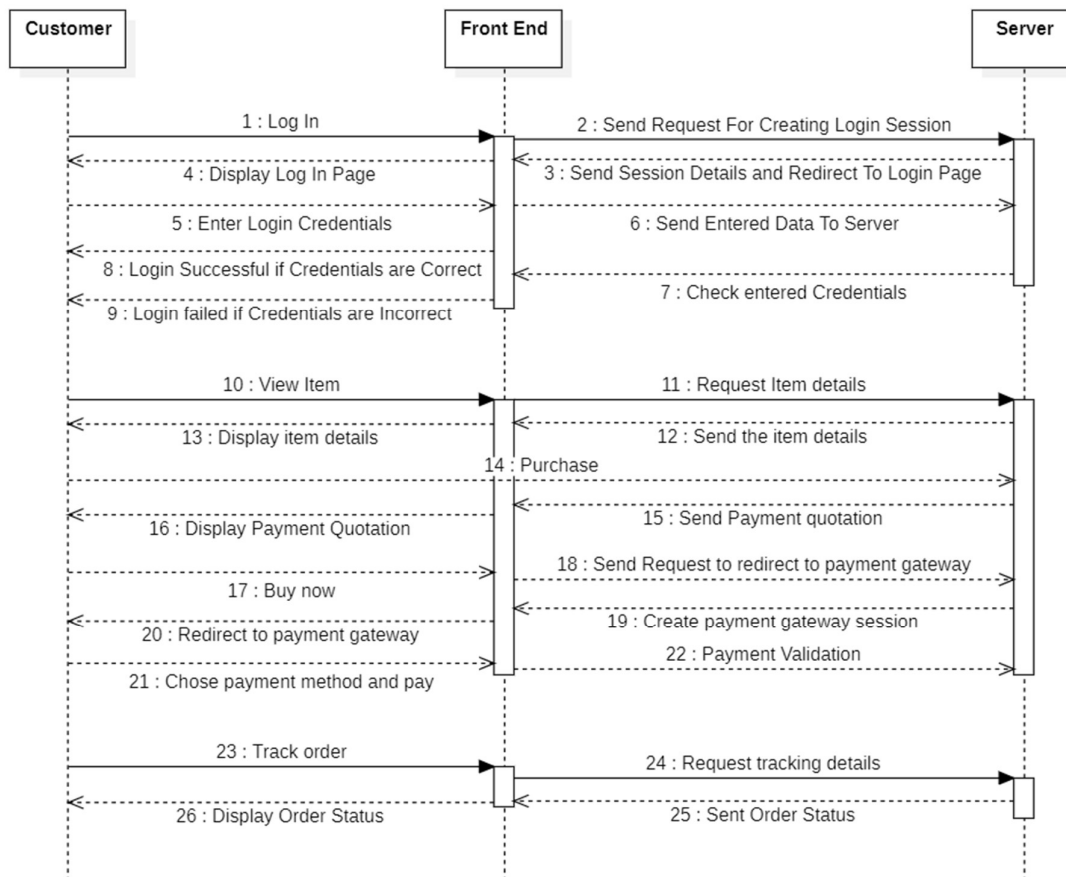 Customer
Front End
Server
1 : Log In
2 : Send Request For Creating Login Session
4 : Display Log In Page
3 : Send Session Details and Redirect To Login Page
5 : Enter Login Credentials
6 : Send Entered Data To Server
8 : Login Successful if Credentials are Correct
7 : Check entered Credentials
9 : Login failed if Credentials are Incorrect
10 : View Item
11 : Request Item details
13 : Display item details
12 : Send the item details
14 : Purchase
16 : Display Payment Quotation
15 : Send Payment quotation
18 : Send Request to redirect to payment gateway
17 : Buy now
19 : Create payment gateway session
20 : Redirect to payment gateway
22 : Payment Validation
21 : Chose payment method and pay
23 : Track order
24 : Request tracking details
26 : Display Order Status
25 : Sent Order Status